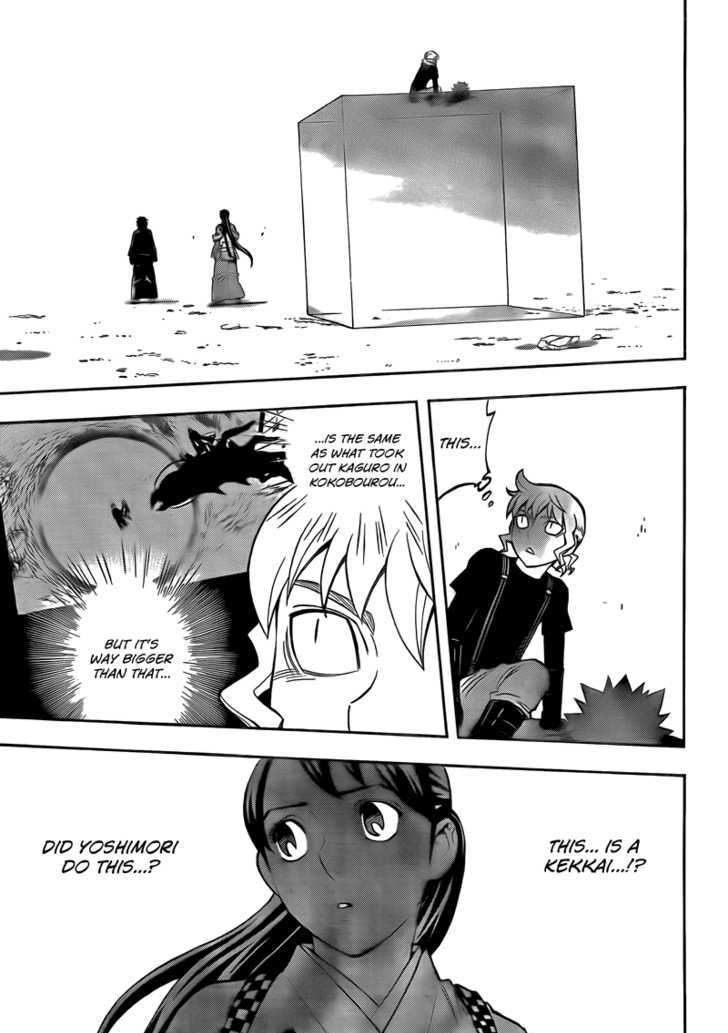 THIS...
...IS THE SAME
AS WHAT TOOK
OUT KAGURO IN
KOKOBOUROU...
BUT IT'S
WAY BIGGER
THAN THAT...
THIS... IS A
KEKKAI...!?
DID YOSHIMORI
DO THIS...?